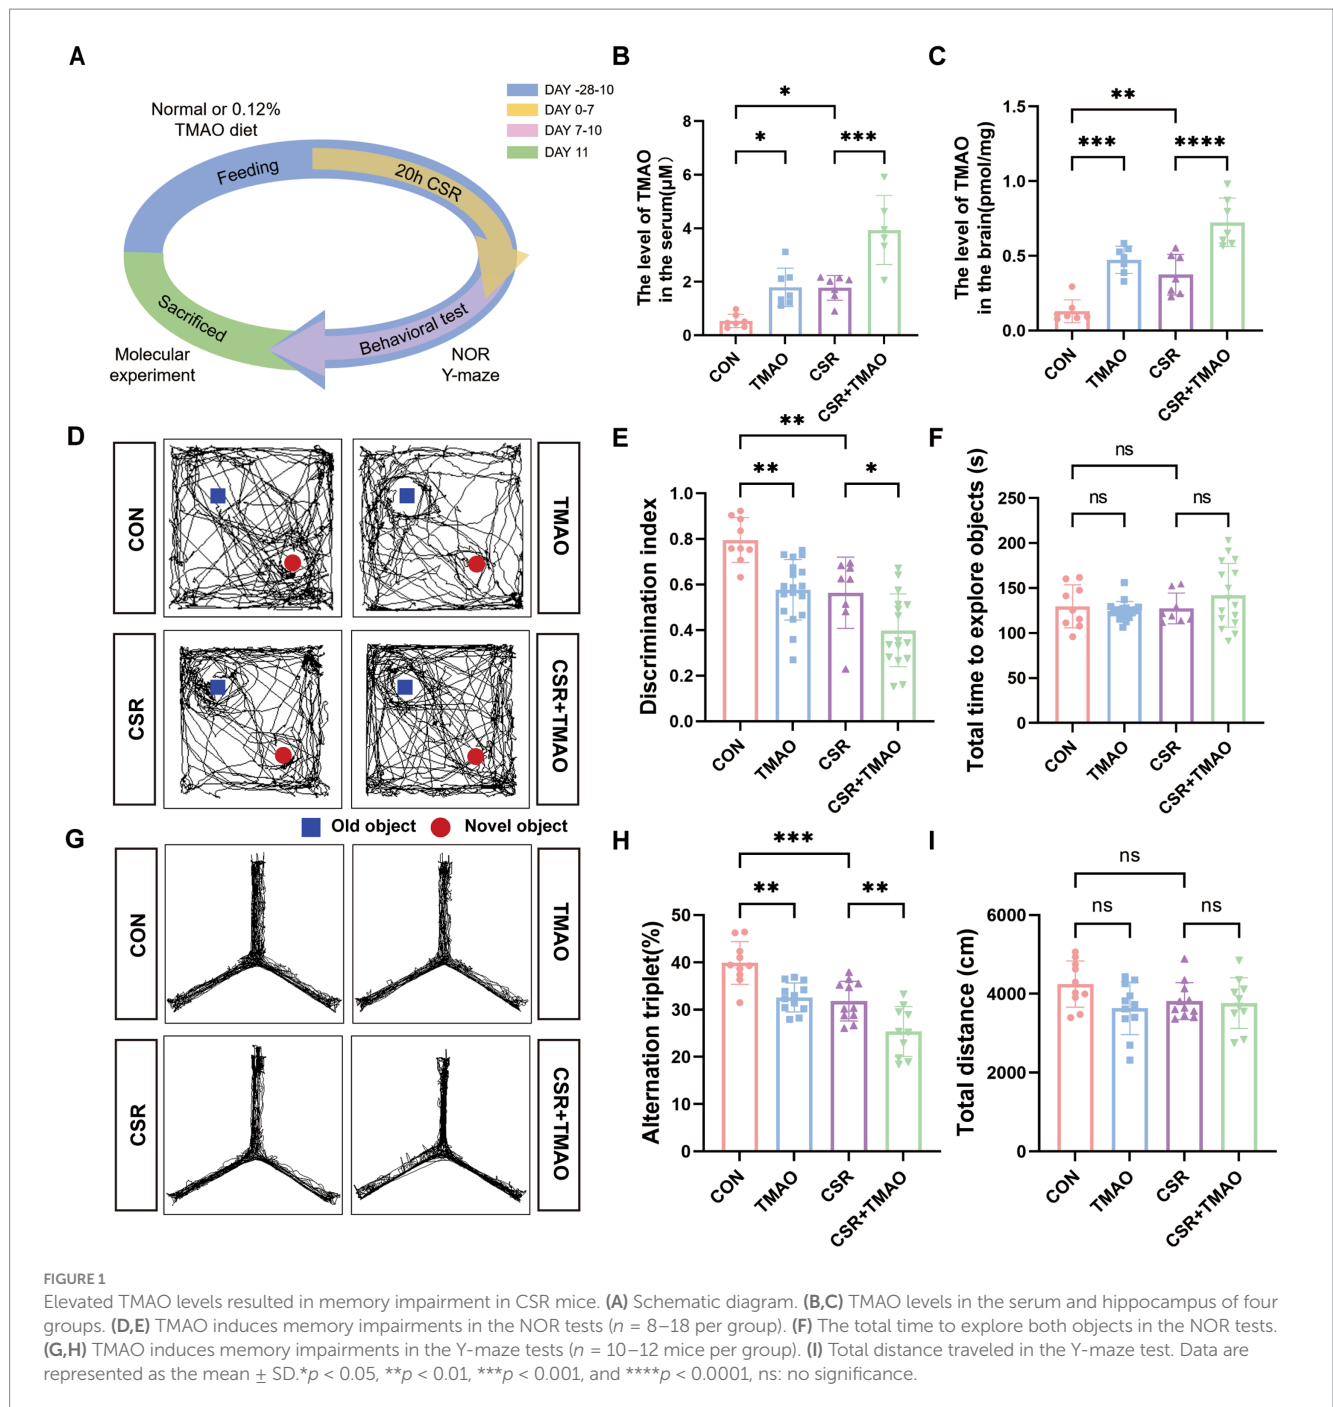 A
Normal or 0.12%
TMAO diet
DAY -28-10
DAY 0-7
DAY 7-10
DAY 11
Feeding
20h CSR
Behavioral test
Sacrificed
Molecular
experiment
NOR
Y-maze
B
The level of TMAO
in the serum(μM)
8
6
4
2
0
*
*
***
CON
TMAO
CSR
CSR+TMAO
C
The level of TMAO
in the brain(pmol/mg)
1.5
1.0
0.5
0.0
**
***
****
CON
TMAO
CSR
CSR+TMAO
D
CON
TMAO
CSR
CSR+TMAO
Old object
Novel object
E
Discrimination index
1.0
0.8
0.6
0.4
0.2
0.0
**
**
*
CON
TMAO
CSR
CSR+TMAO
F
Total time to explore objects (s)
250
200
150
100
50
0
ns
ns
ns
CON
TMAO
CSR
CSR+TMAO
G
CON
TMAO
CSR
CSR+TMAO
H
Alternation triplet(%)
50
40
30
20
10
0
***
**
**
CON
TMAO
CSR
CSR+TMAO
I
Total distance (cm)
6000
4000
2000
0
ns
ns
ns
CON
TMAO
CSR
CSR+TMAO
FIGURE 1
Elevated TMAO levels resulted in memory impairment in CSR mice. (A) Schematic diagram. (B,C) TMAO levels in the serum and hippocampus of four
groups. (D,E) TMAO induces memory impairments in the NOR tests (n = 8–18 per group). (F) The total time to explore both objects in the NOR tests.
(G,H) TMAO induces memory impairments in the Y-maze tests (n = 10–12 mice per group). (I) Total distance traveled in the Y-maze test. Data are
represented as the mean ± SD.*p < 0.05, **p < 0.01, ***p < 0.001, and ****p < 0.0001, ns: no significance.